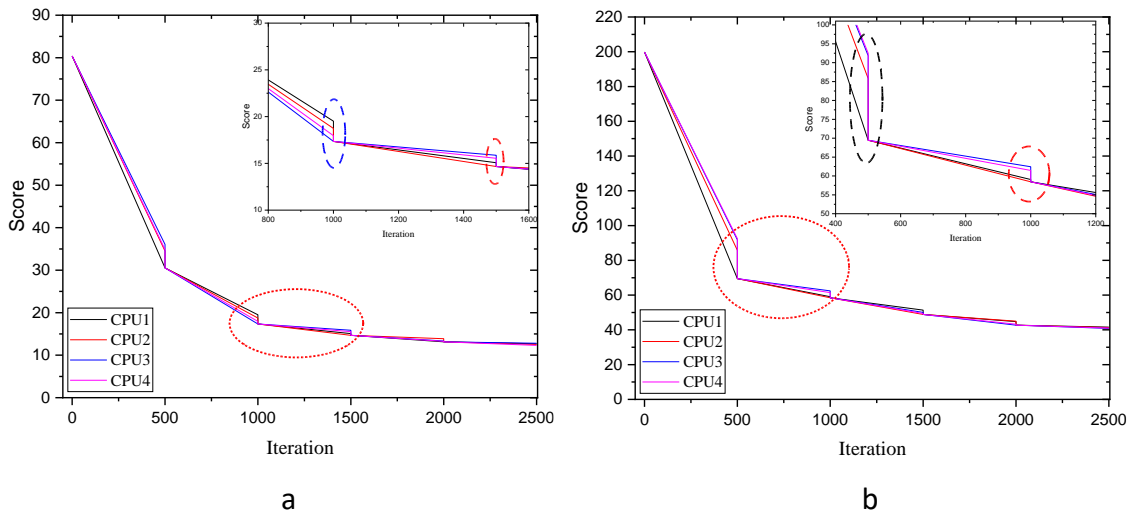 90
80
70
60
50
40
30
20
10
0
Score
0 500 1000 1500 2000 2500
Iteration
CPU1
CPU2
CPU3
CPU4
30
25
20
15
10
Score
800 1000 1200 1400 1600
Iteration
a
220
200
180
160
140
120
100
80
60
40
20
0
Score
0 500 1000 1500 2000 2500
Iteration
CPU1
CPU2
CPU3
CPU4
100
95
90
85
80
75
70
65
60
55
50
Score
400 600 800 1000 1200
Iteration
b